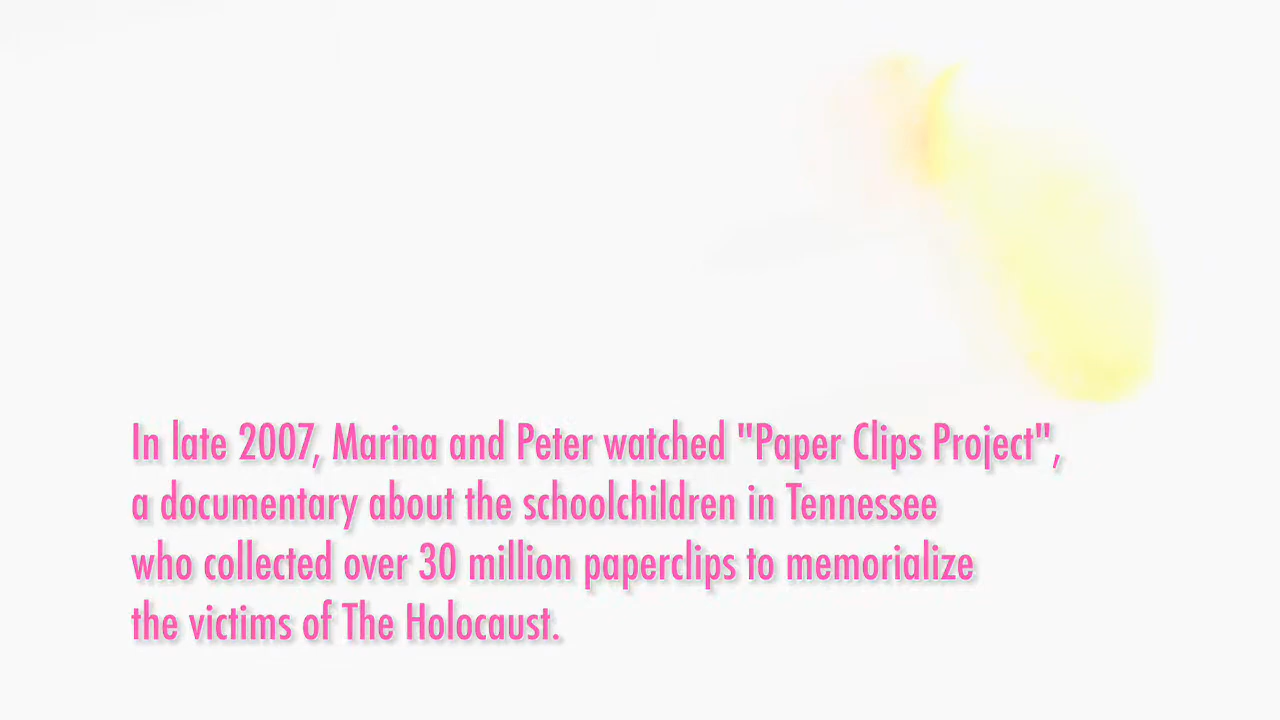 In late 2007, Marina and Peter watched "Paper Clips Project",
a documentary about the schoolchildren in Tennessee
who collected over 30 million paperclips to memorialize
the victims of The Holocaust.